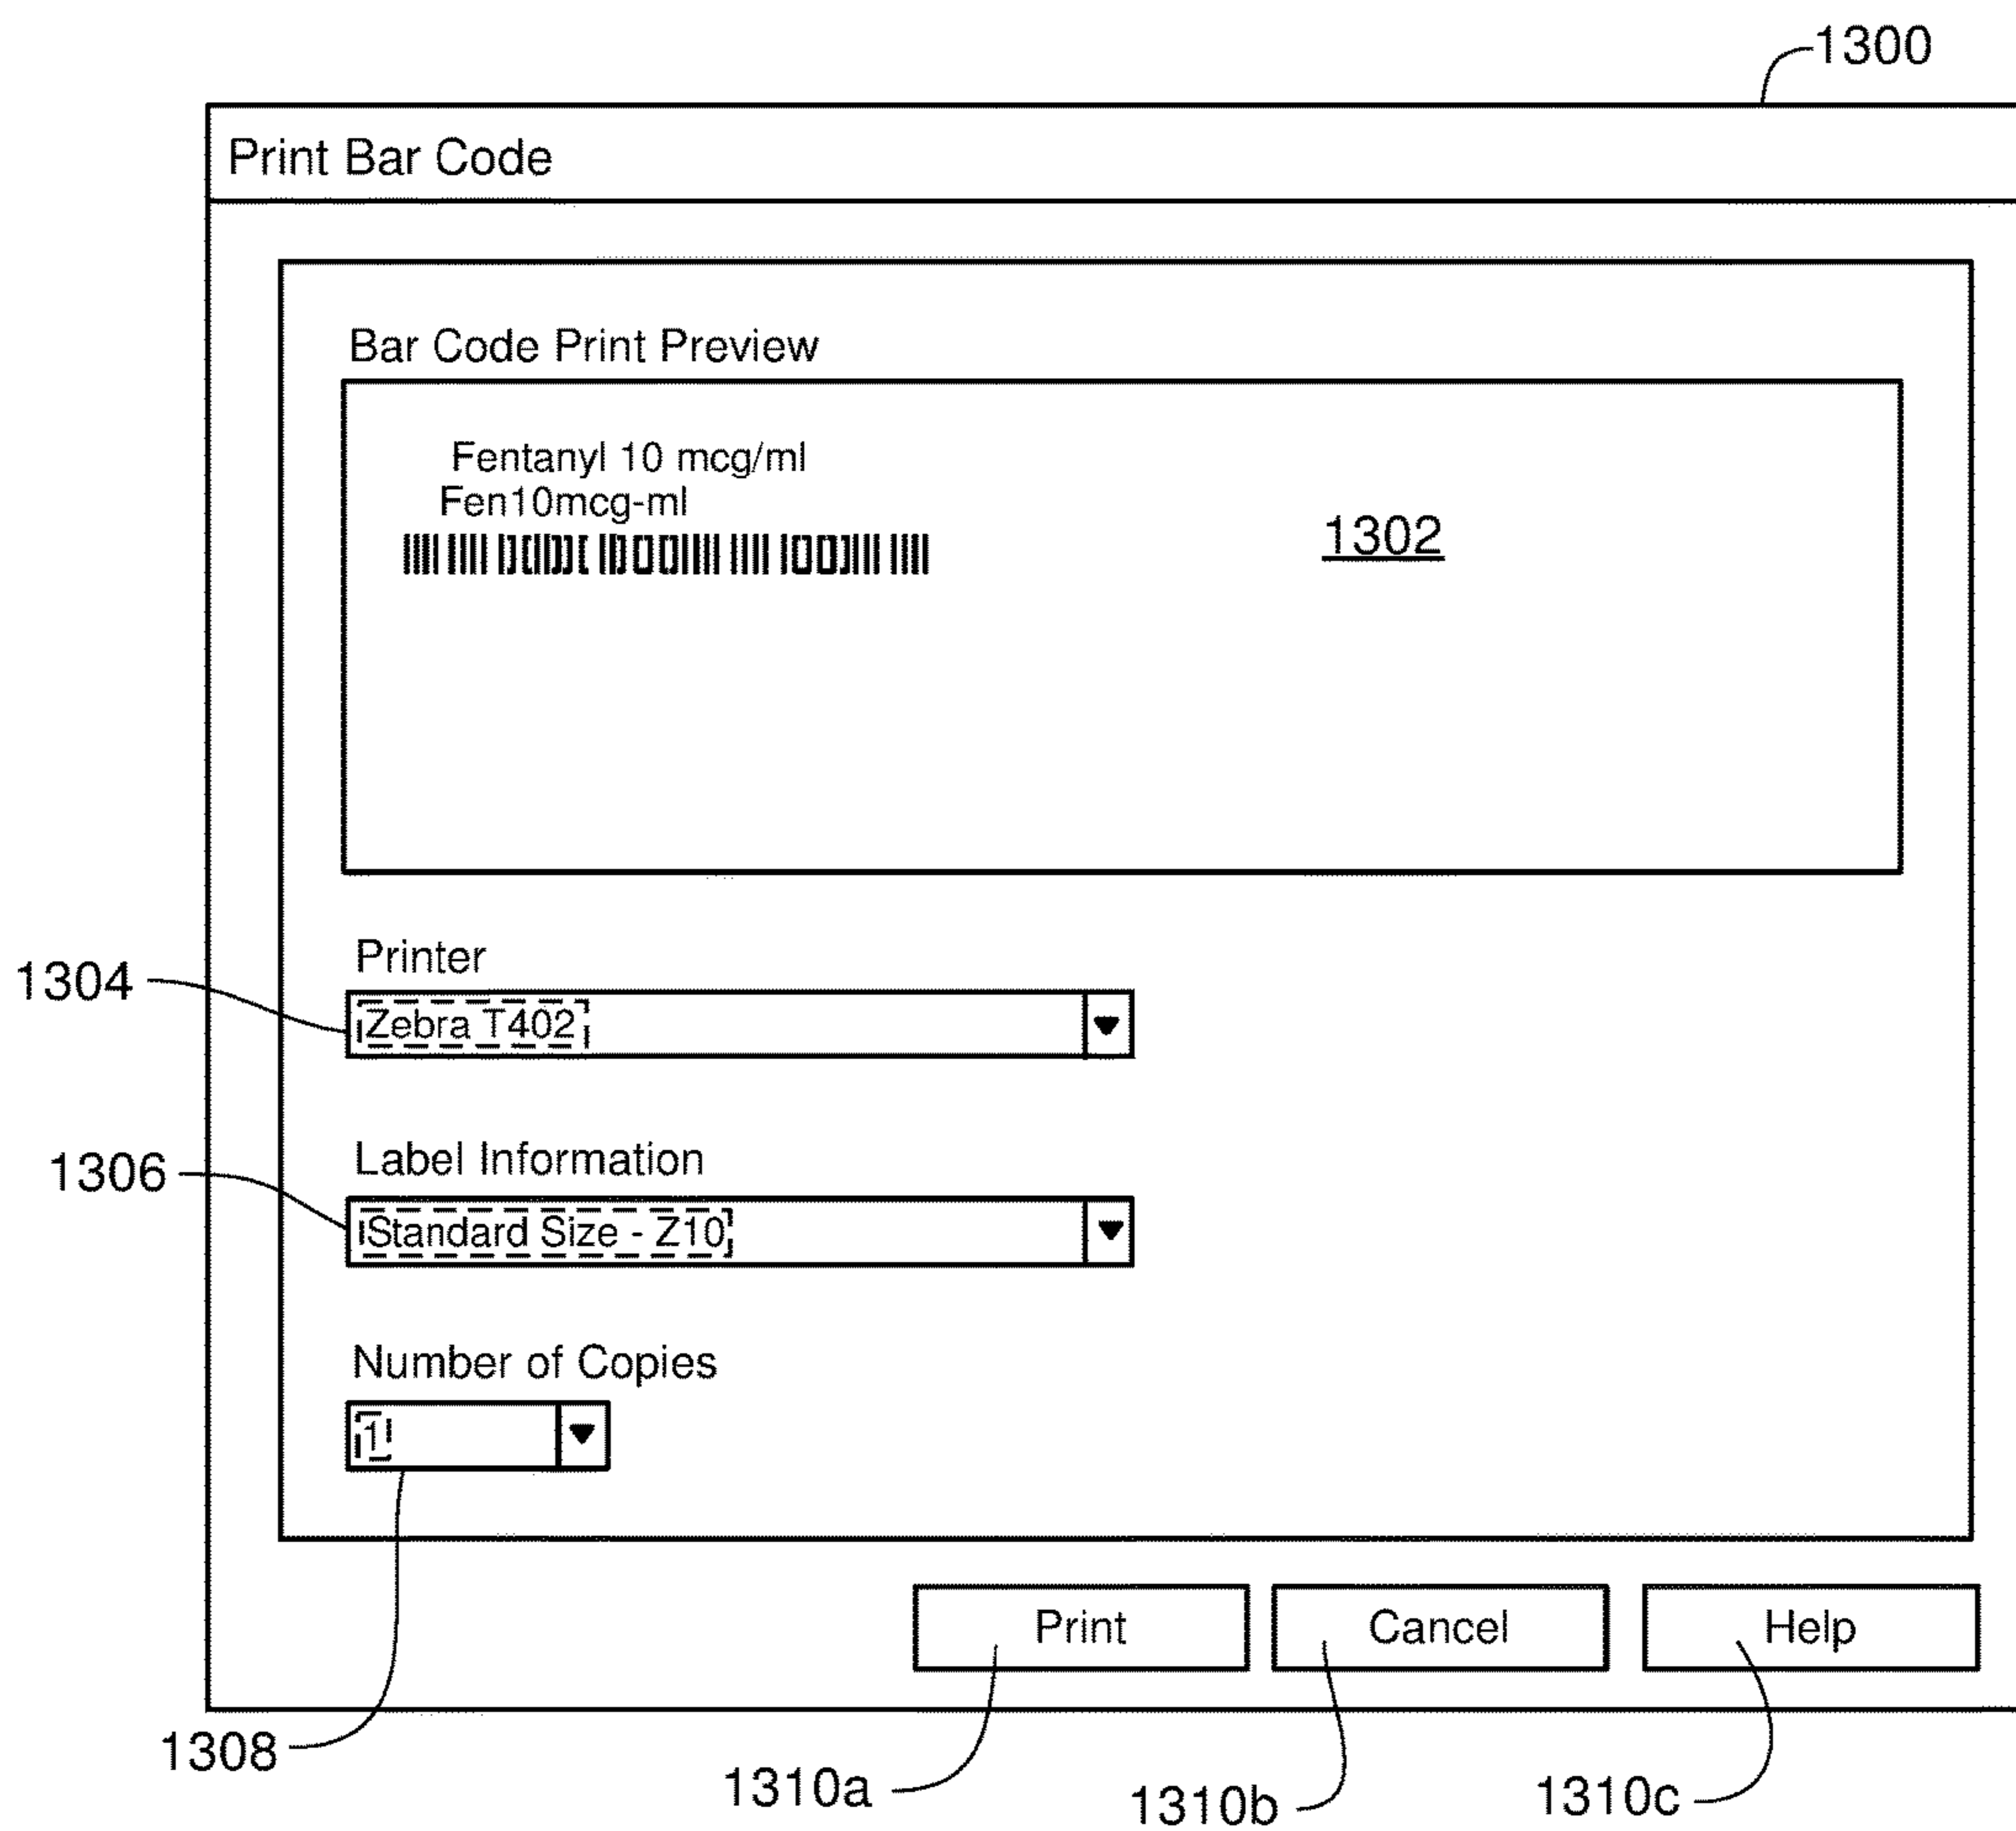 1300
Print Bar Code
Bar Code Print Preview
Fentanyl 10 mcg/ml
Fen10mcg-ml
1302
Printer
1304
Zebra T402
Label Information
1306
Standard Size - Z10
Number of Copies
1
Print Cancel Help
1308
1310a 1310b 1310c